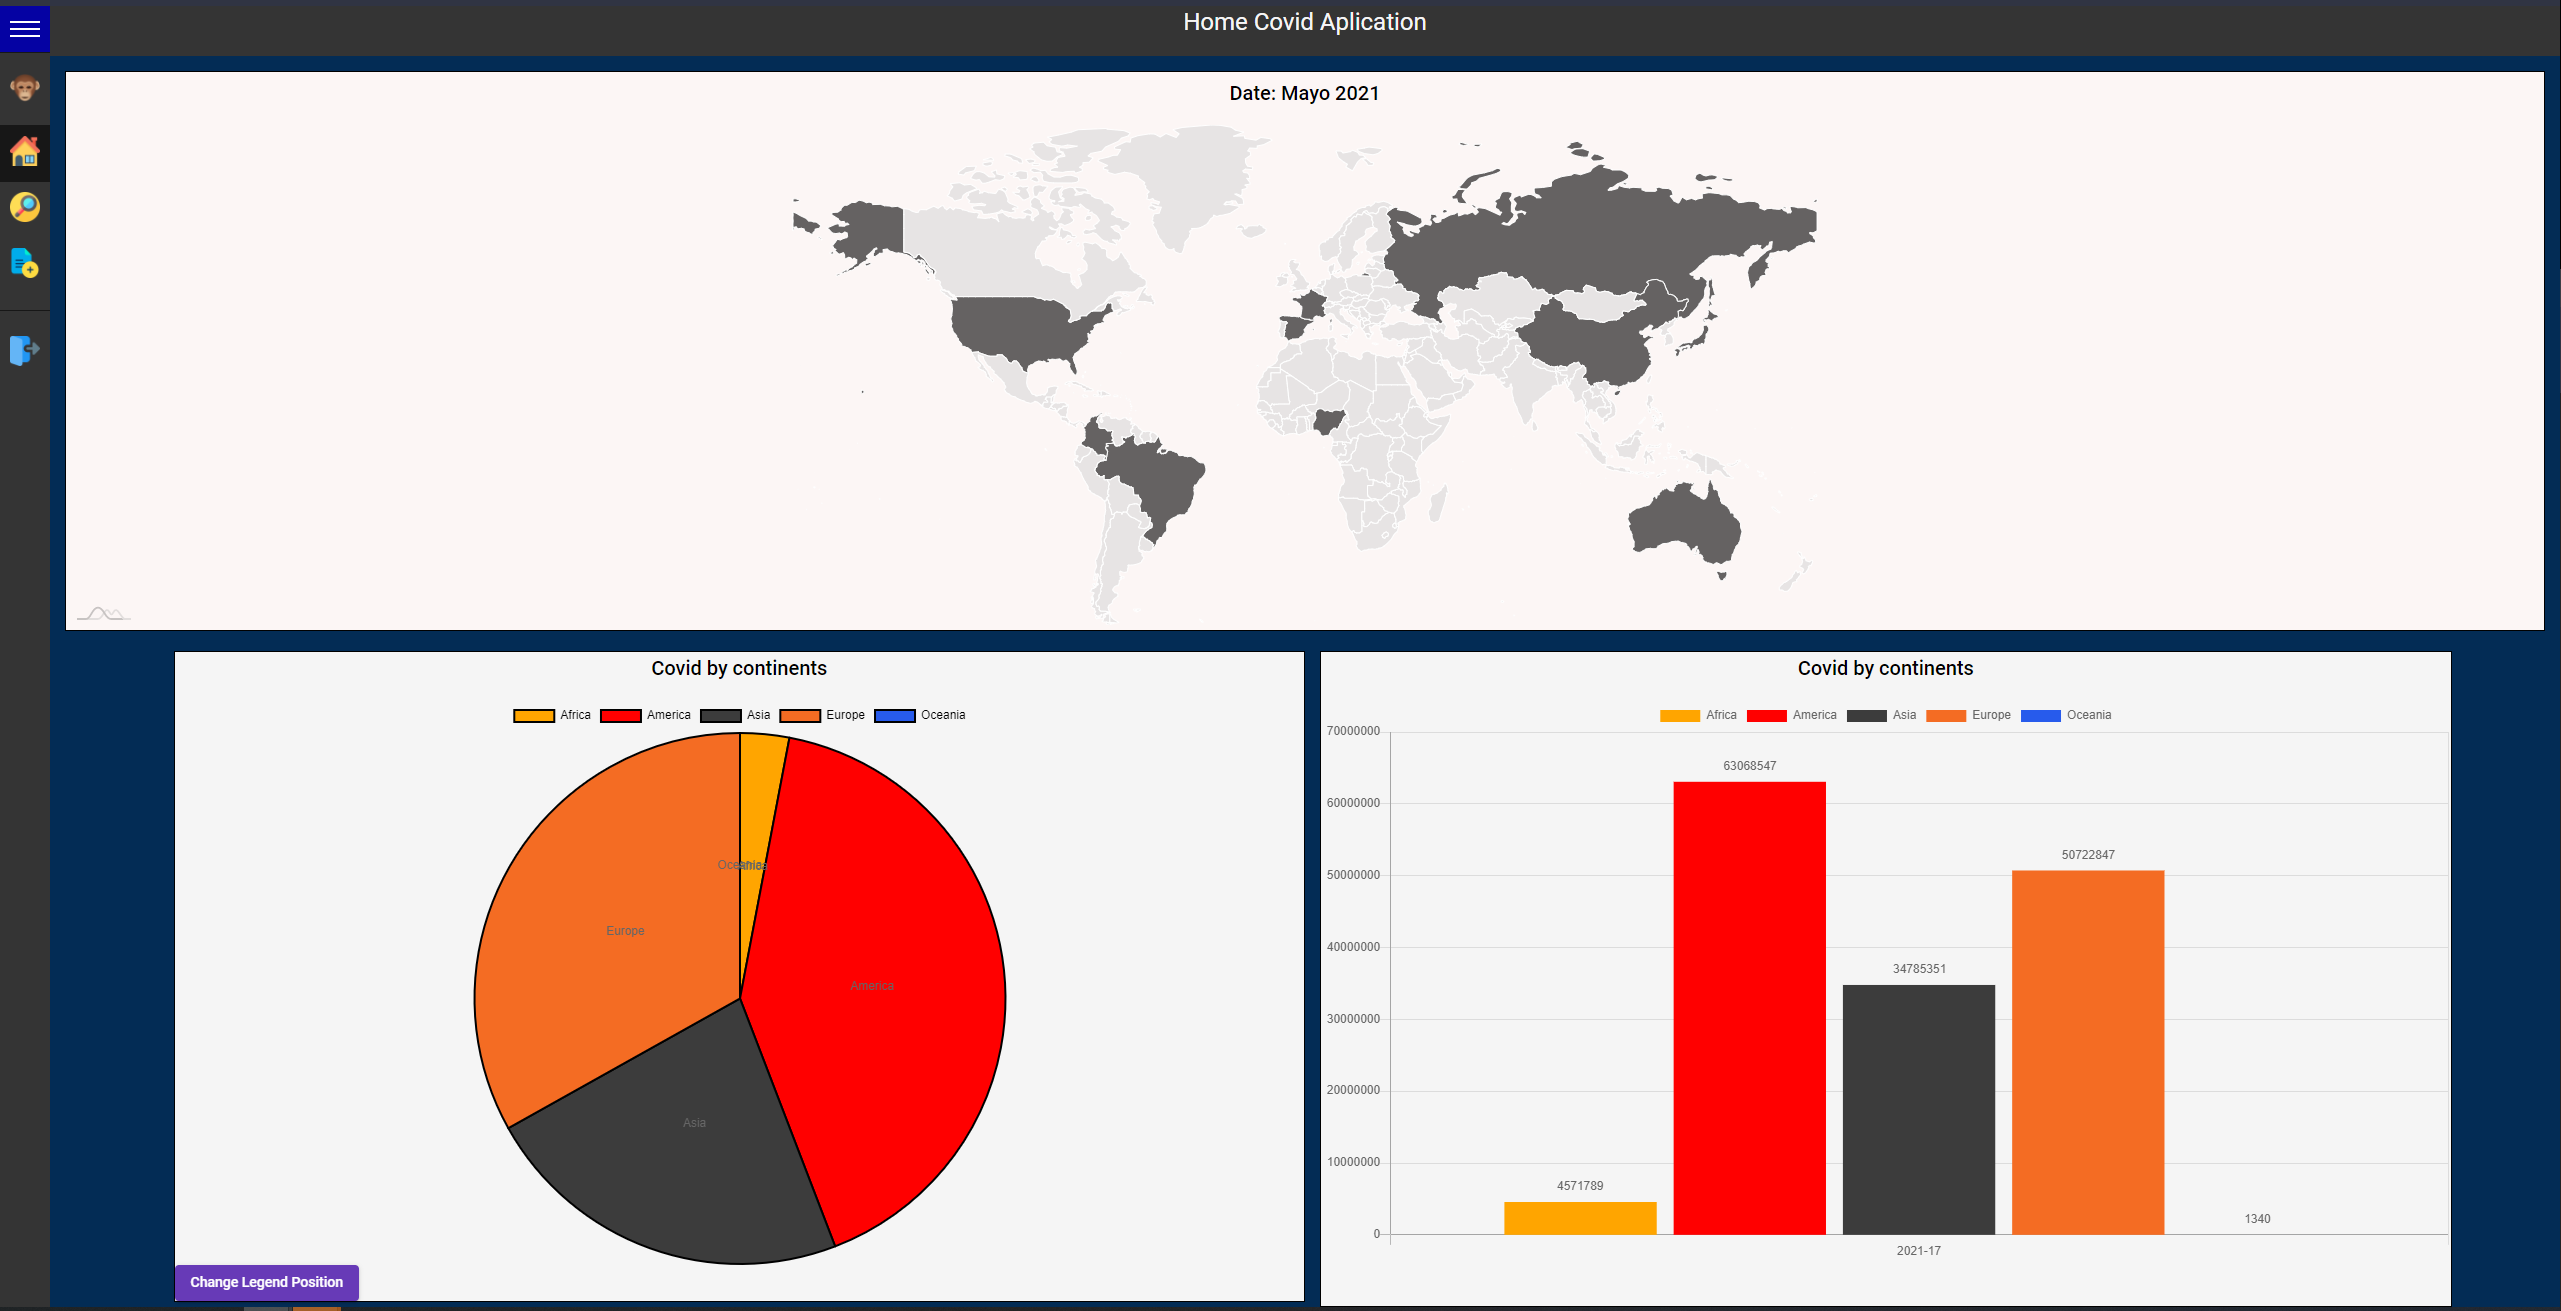 Home Covid Aplication
Date: Mayo 2021
Covid by continents
Africa America Asia Europe Oceania
Oceania
Africa
Europe
America
Asia
Change Legend Position
Covid by continents
Africa America Asia Europe Oceania
70000000
63068547
60000000
50722847
50000000
40000000
34785351
30000000
20000000
10000000
4571789
1340
0
2021-17